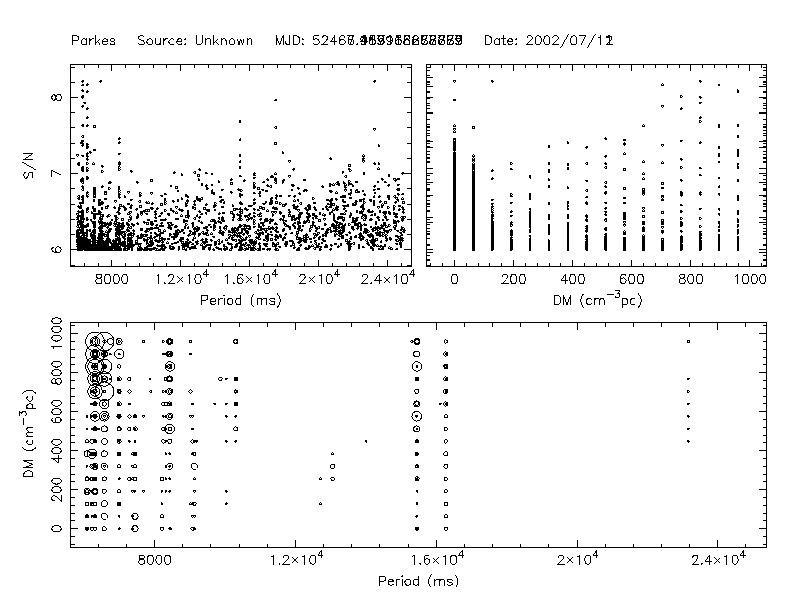 Parkes Source: Unknown MJD: Date: 2002/07/
8
7
6
S/N
8000 1.2×10⁴ 1.6×10⁴ 2×10⁴ 2.4×10⁴
Period (ms)
0 200 400 600 800 1000
DM (cm⁻³pc)
1000
800
600
400
200
0
DM (cm⁻³pc)
8000 1.2×10⁴ 1.6×10⁴ 2×10⁴ 2.4×10⁴
Period (ms)